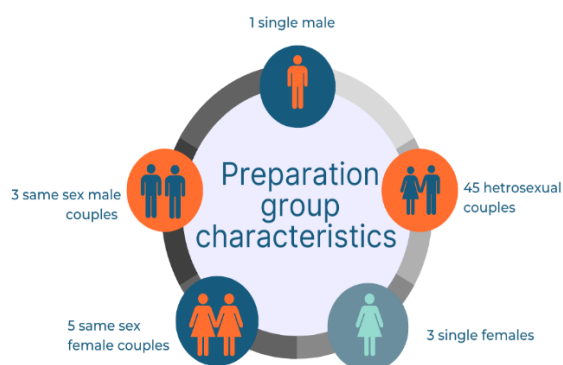 1 single male
3 same sex male
couples
Preparation
group
characteristics
45 hetrosexual
couples
5 same sex
female couples
3 single females